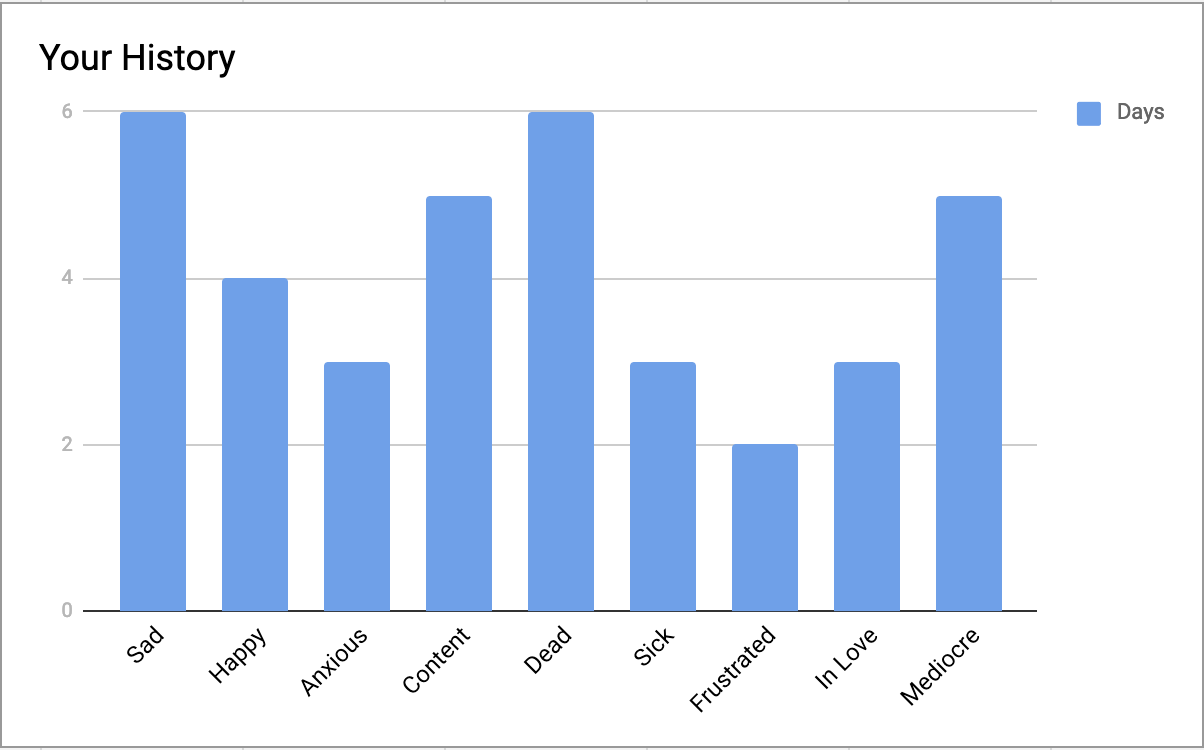 Your History
Days
6
4
2
0
Sad
Happy
Anxious
Content
Dead
Sick
Frustrated
In Love
Mediocre